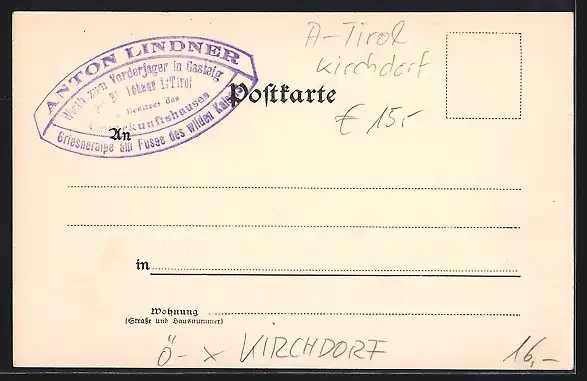 ANTON LINDNER
Wirth zum Vorderjager in Gasteig
St. Johann i/Tirol
Besitzer des
Unterkunftshauses
Griesneralpe am Fusse des wilden Kaisers
A-Tirol
Kirchdorf
Postkarte
€ 15,-
An
in
Wohnung
(Straße und Hausnummer)
Ö- x KIRCHDORF
16,-